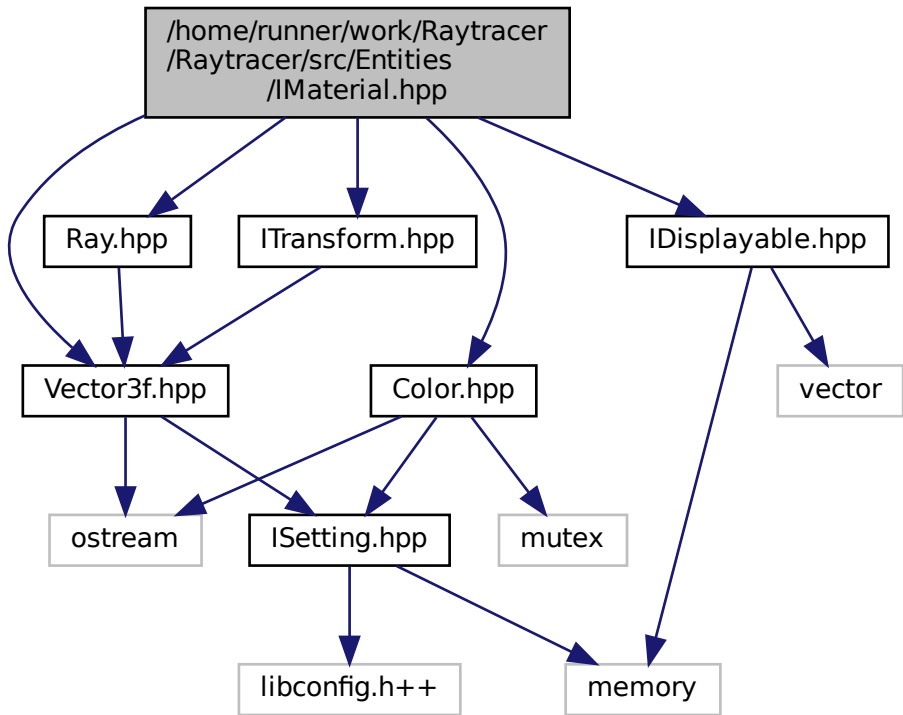 /home/runner/work/Raytracer
/Raytracer/src/Entities
/IMaterial.hpp
Ray.hpp
ITransform.hpp
IDisplayable.hpp
Vector3f.hpp
Color.hpp
vector
ostream
ISetting.hpp
mutex
libconfig.h++
memory